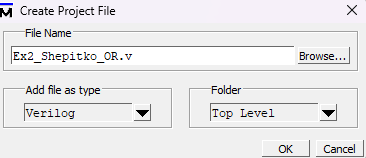 Create Project File
File Name
Ex2_Shepitko_OR.v
Browse...
Add file as type
Folder
Verilog
Top Level
OK
Cancel